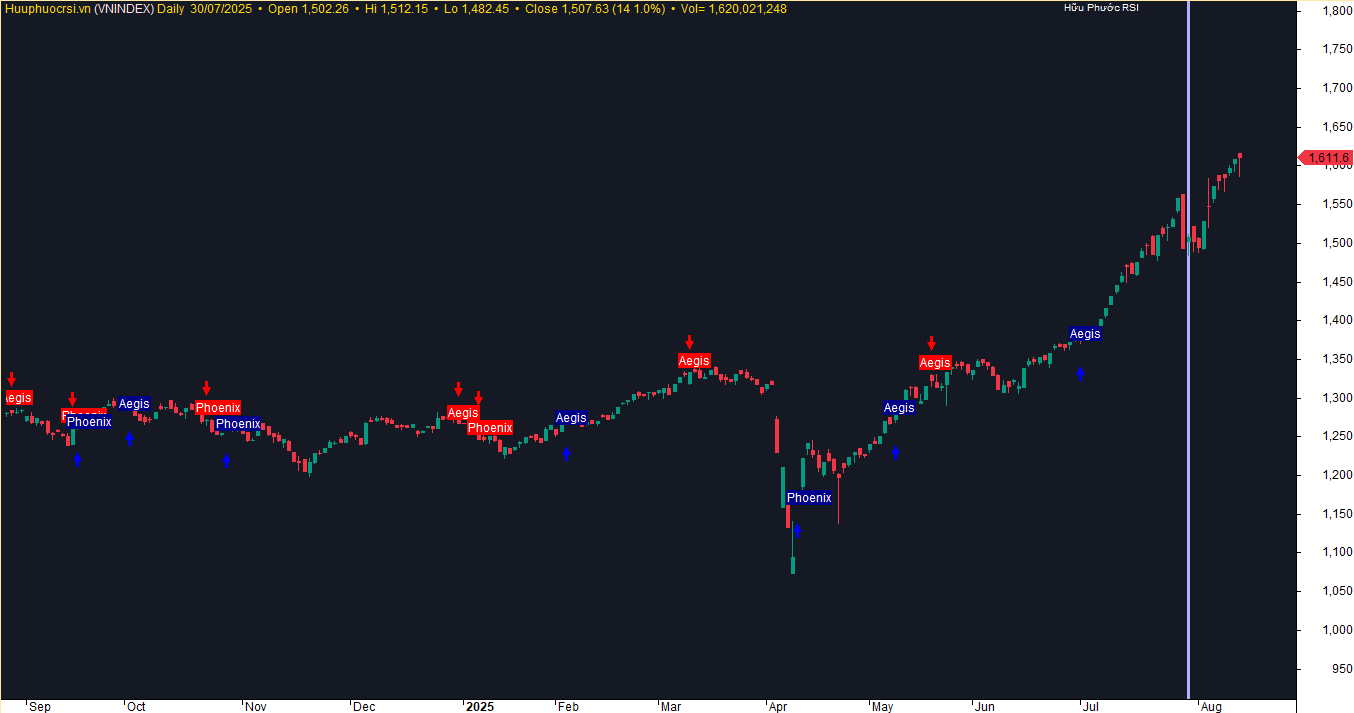 Huuphuocrsi.vn (VNINDEX) Daily 30/07/2025 • Open 1,502.26 • Hi 1,512.15 • Lo 1,482.45 • Close 1,507.63 (14 1.0%) • Vol= 1,620,021,248
Hữu Phước RSI
1,800
1,750
1,700
1,650
1,611.6
1,600
1,550
1,500
1,450
1,400
1,350
1,300
1,250
1,200
1,150
1,100
1,050
1,000
950
Aegis
Phoenix
Phoenix
Aegis
Phoenix
Phoenix
Aegis
Phoenix
Aegis
Aegis
Phoenix
Aegis
Aegis
Aegis
Sep Oct Nov Dec 2025 Feb Mar Apr May Jun Jul Aug